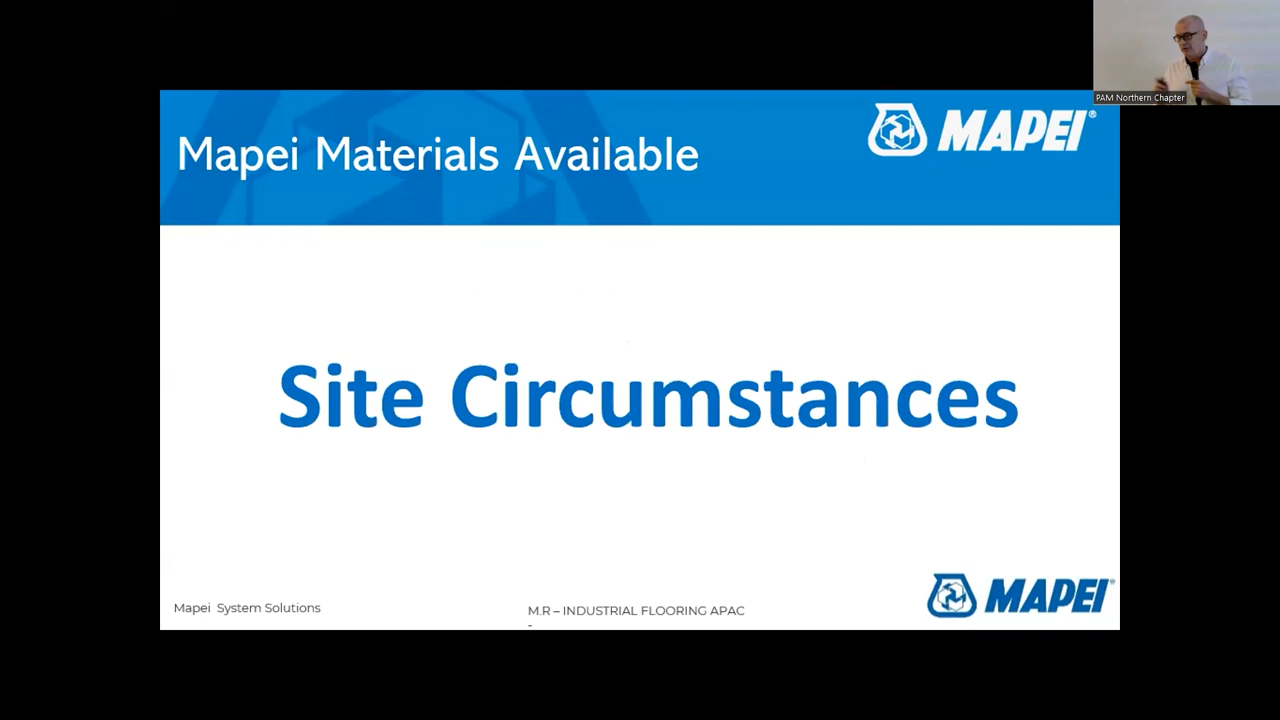 PAM Northern Chapter
Mapei Materials Available
MAPEI®
Site Circumstances
Mapei System Solutions
M.R – INDUSTRIAL FLOORING APAC
-
MAPEI®